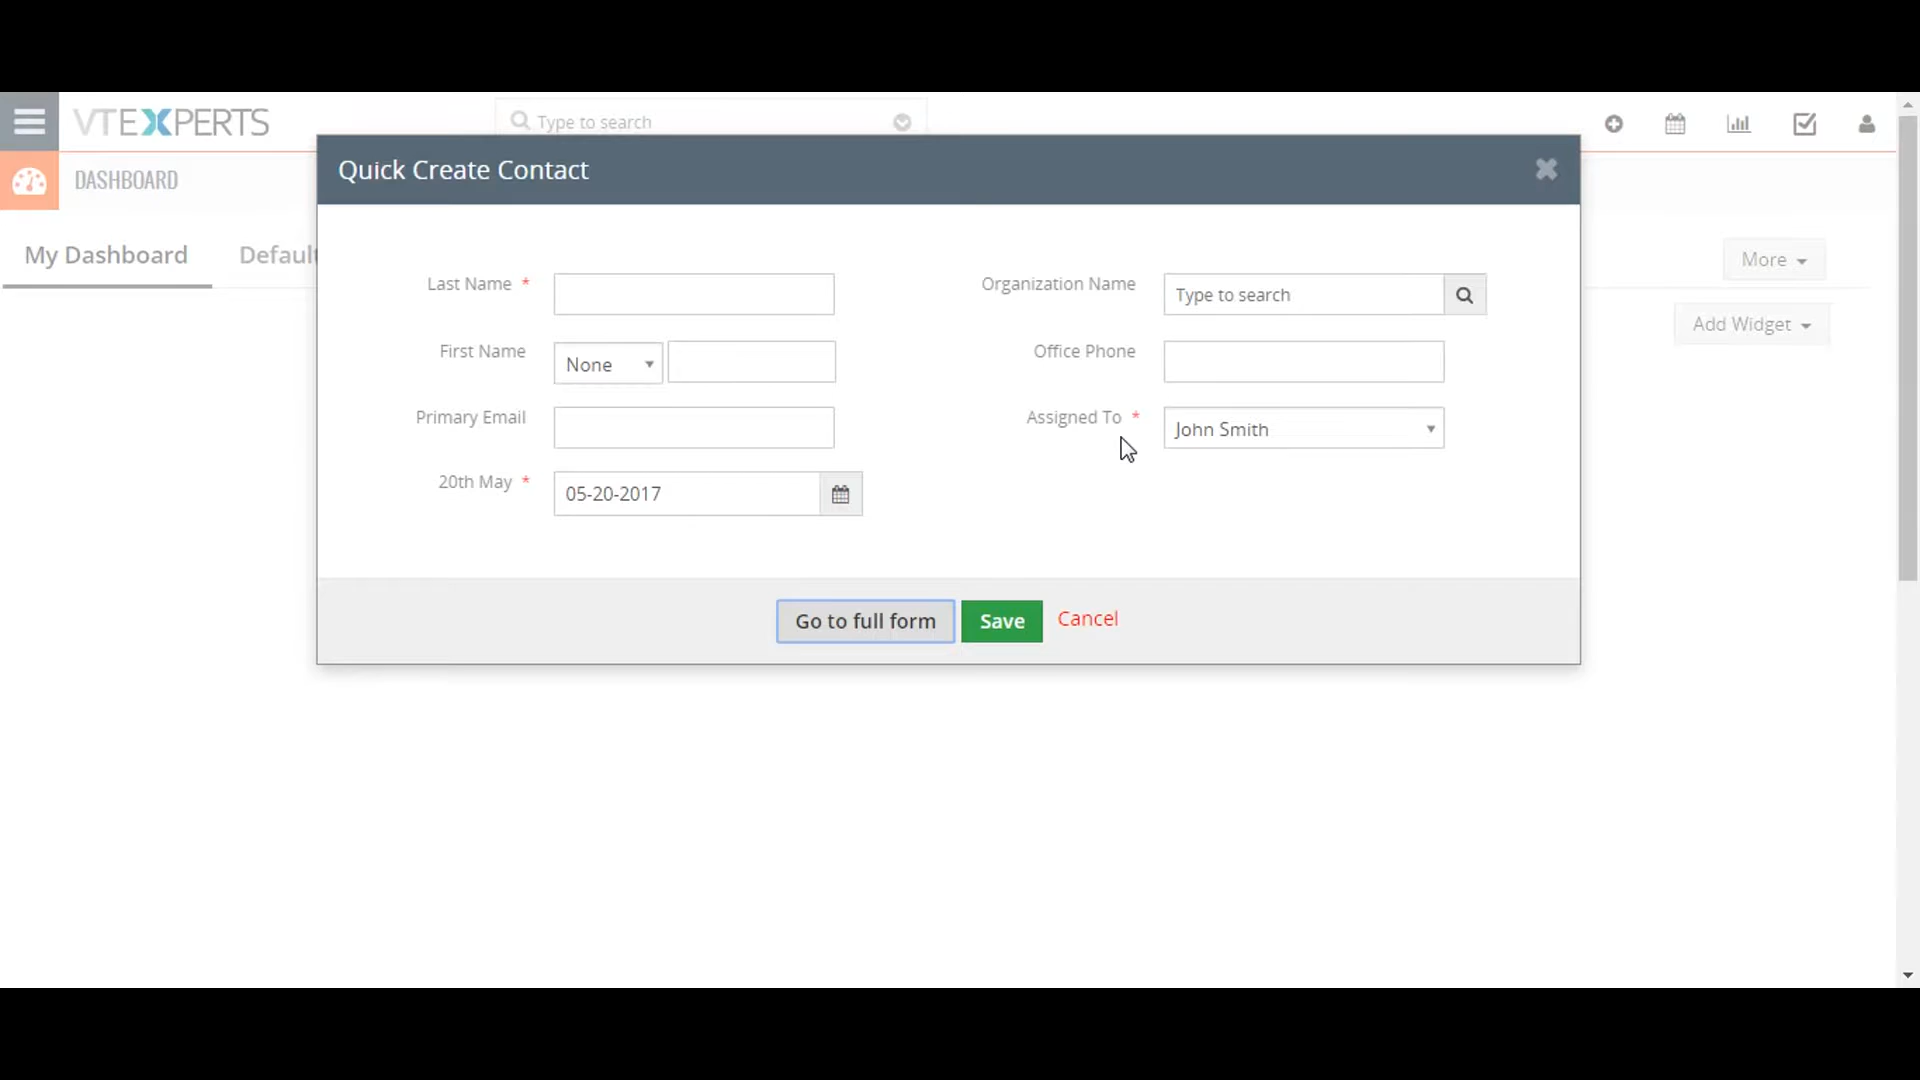 VTEXPERTS
Type to search
Quick Create Contact
DASHBOARD
My Dashboard
Default
More
Add Widget
Last Name *
Organization Name
Type to search
First Name
None
Office Phone
Primary Email
Assigned To *
John Smith
20th May *
05-20-2017
Go to full form
Save
Cancel